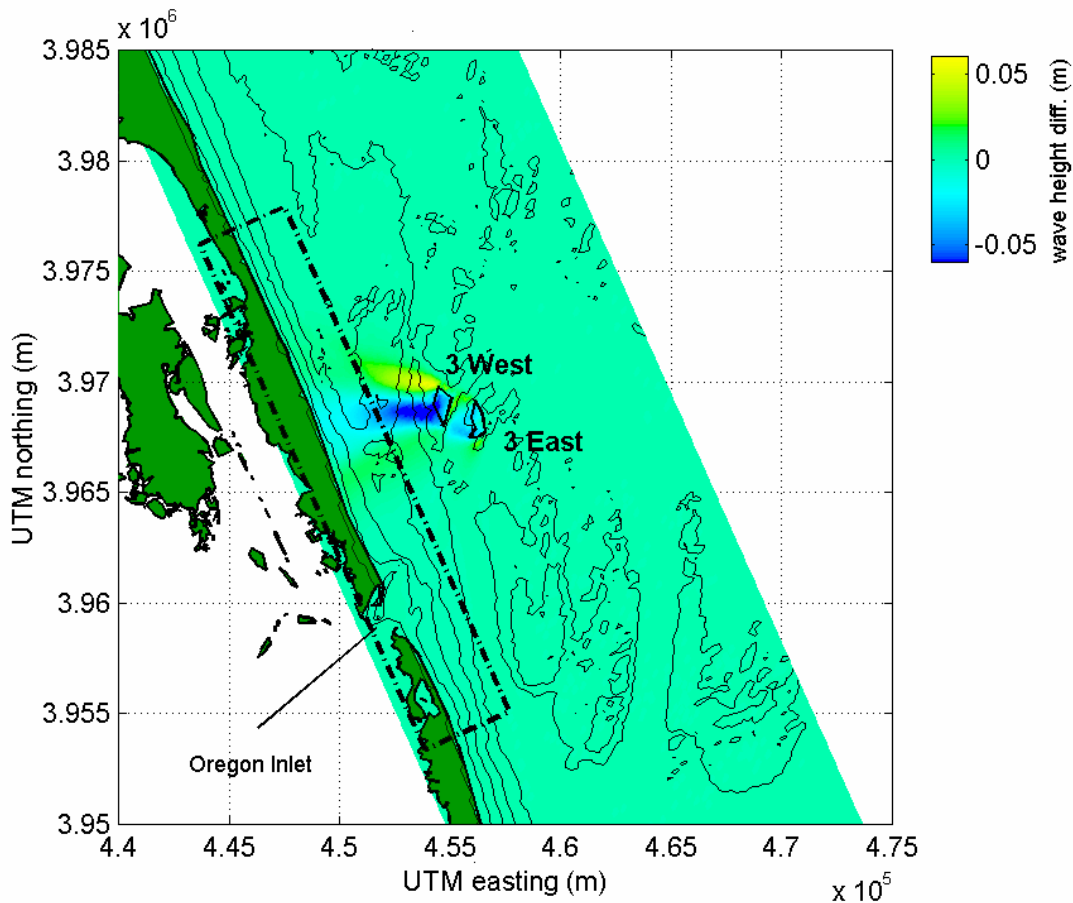 x 10^6
3.985
3.98
3.975
3.97
3.965
3.96
3.955
3.95
UTM northing (m)
3 West
3 East
Oregon Inlet
4.4
4.45
4.5
4.55
4.6
4.65
4.7
4.75
UTM easting (m)
x 10^5
0.05
0
-0.05
wave height diff. (m)